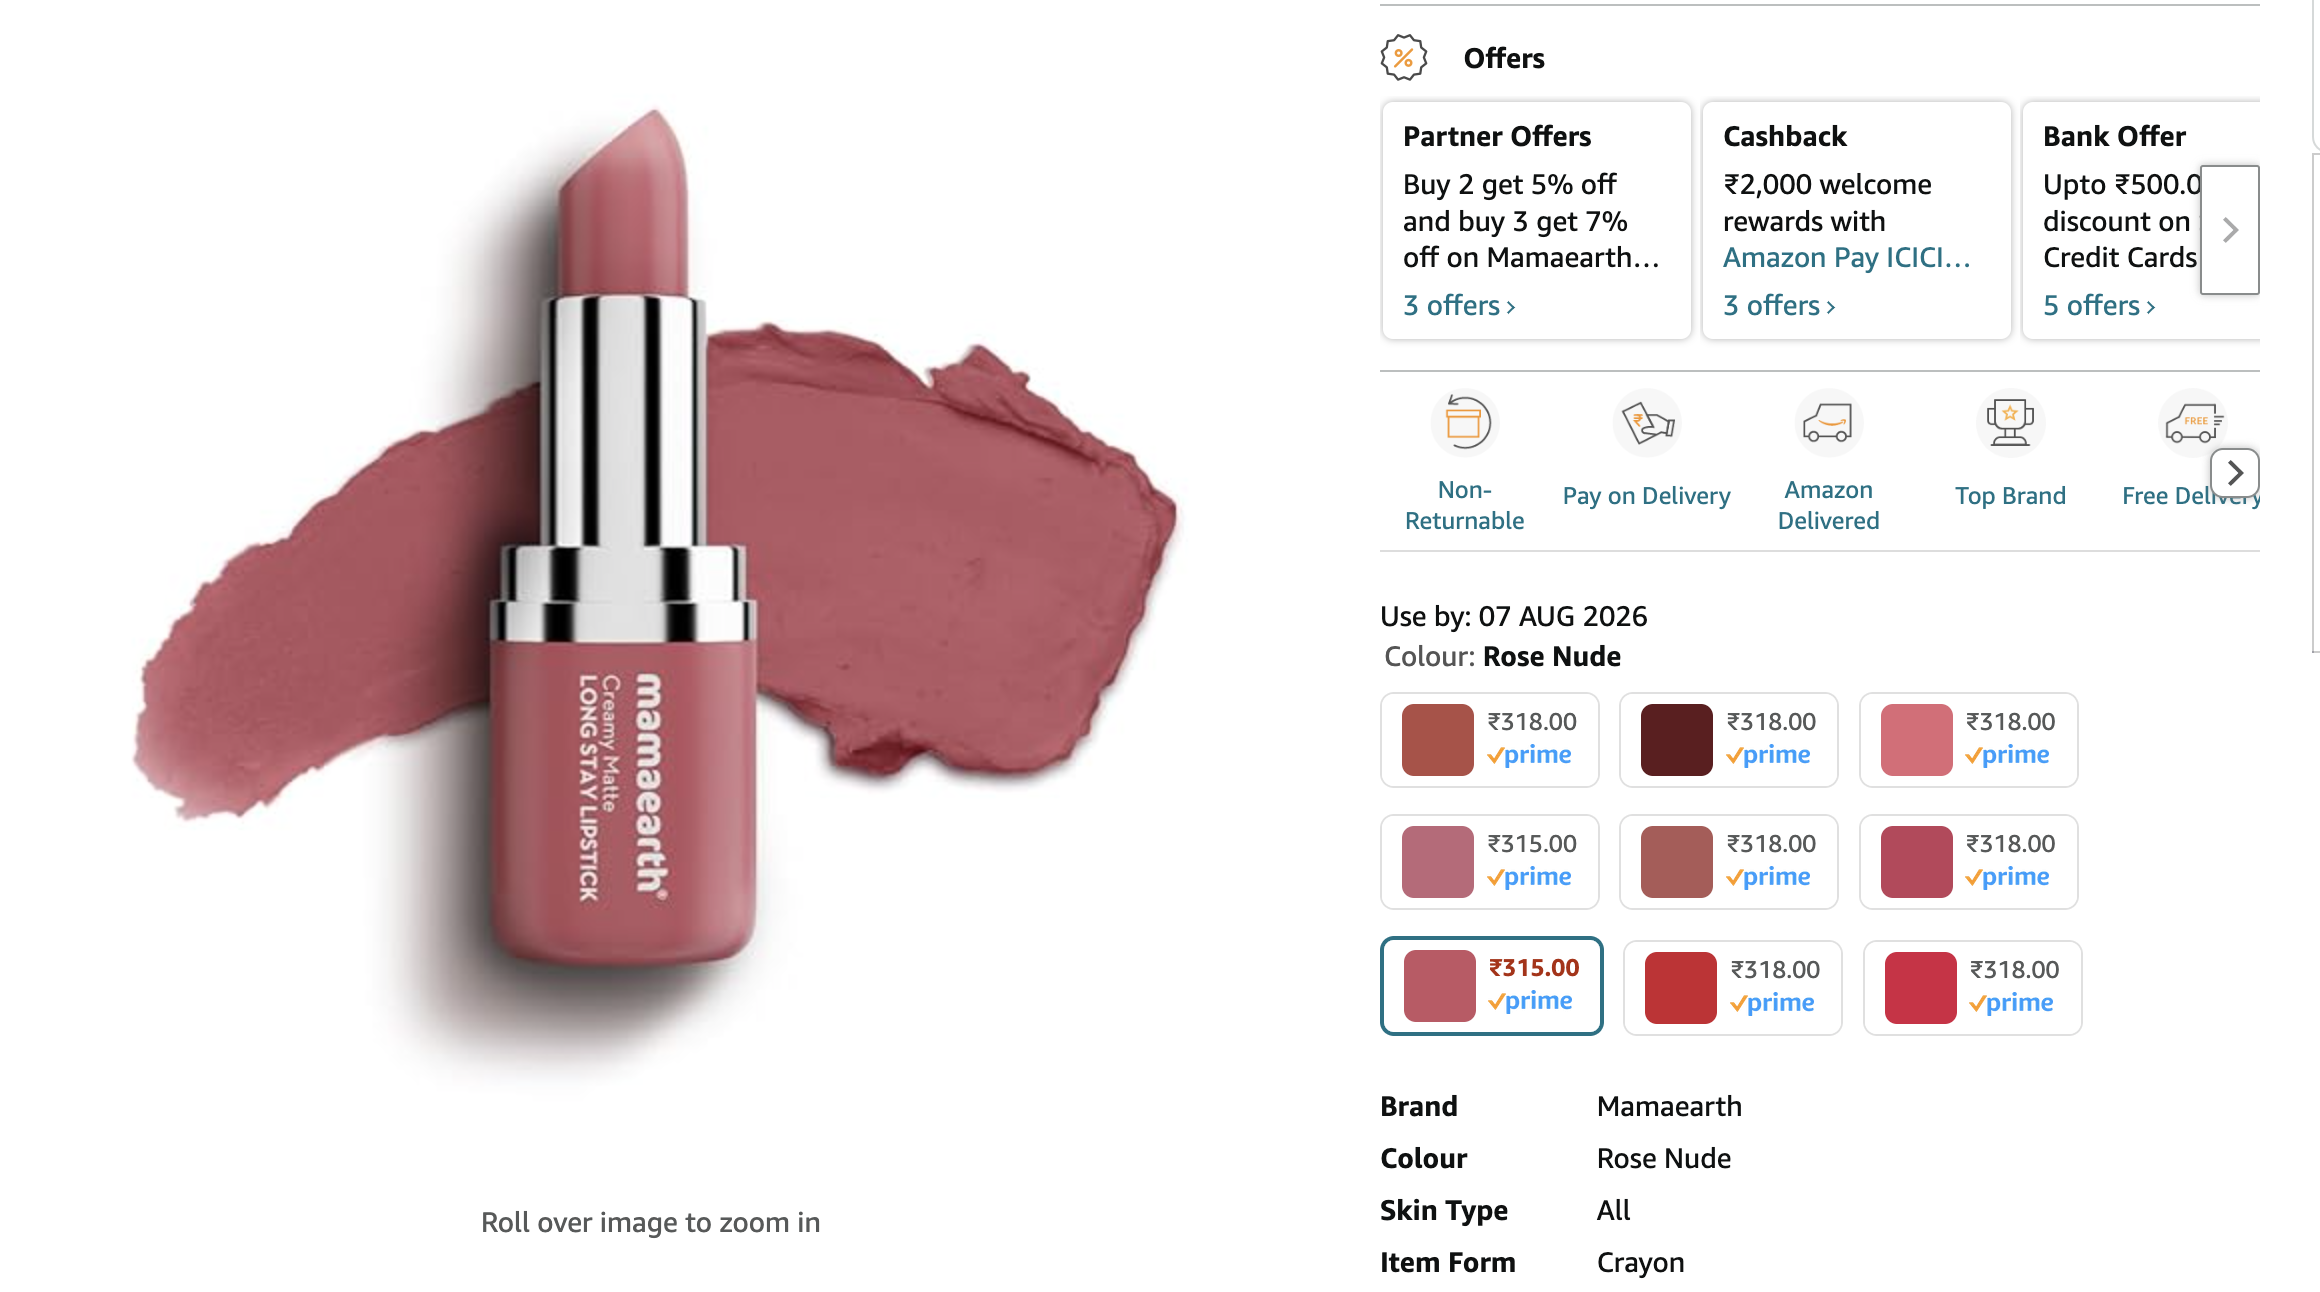 mamaearth®
Creamy Matte
LONG STAY LIPSTICK
Roll over image to zoom in
%
Offers
Partner Offers
Buy 2 get 5% off
and buy 3 get 7%
off on Mamaearth…
3 offers ›
Cashback
₹2,000 welcome
rewards with
Amazon Pay ICICI…
3 offers ›
Bank Offer
Upto ₹500.0
discount on
Credit Cards
5 offers ›
Non-
Returnable
₹
Pay on Delivery
Amazon
Delivered
Top Brand
FREE
Free Delivery
Use by: 07 AUG 2026
Colour: Rose Nude
₹318.00
prime
₹318.00
prime
₹318.00
prime
₹315.00
prime
₹318.00
prime
₹318.00
prime
₹315.00
prime
₹318.00
prime
₹318.00
prime
Brand Mamaearth
Colour Rose Nude
Skin Type All
Item Form Crayon